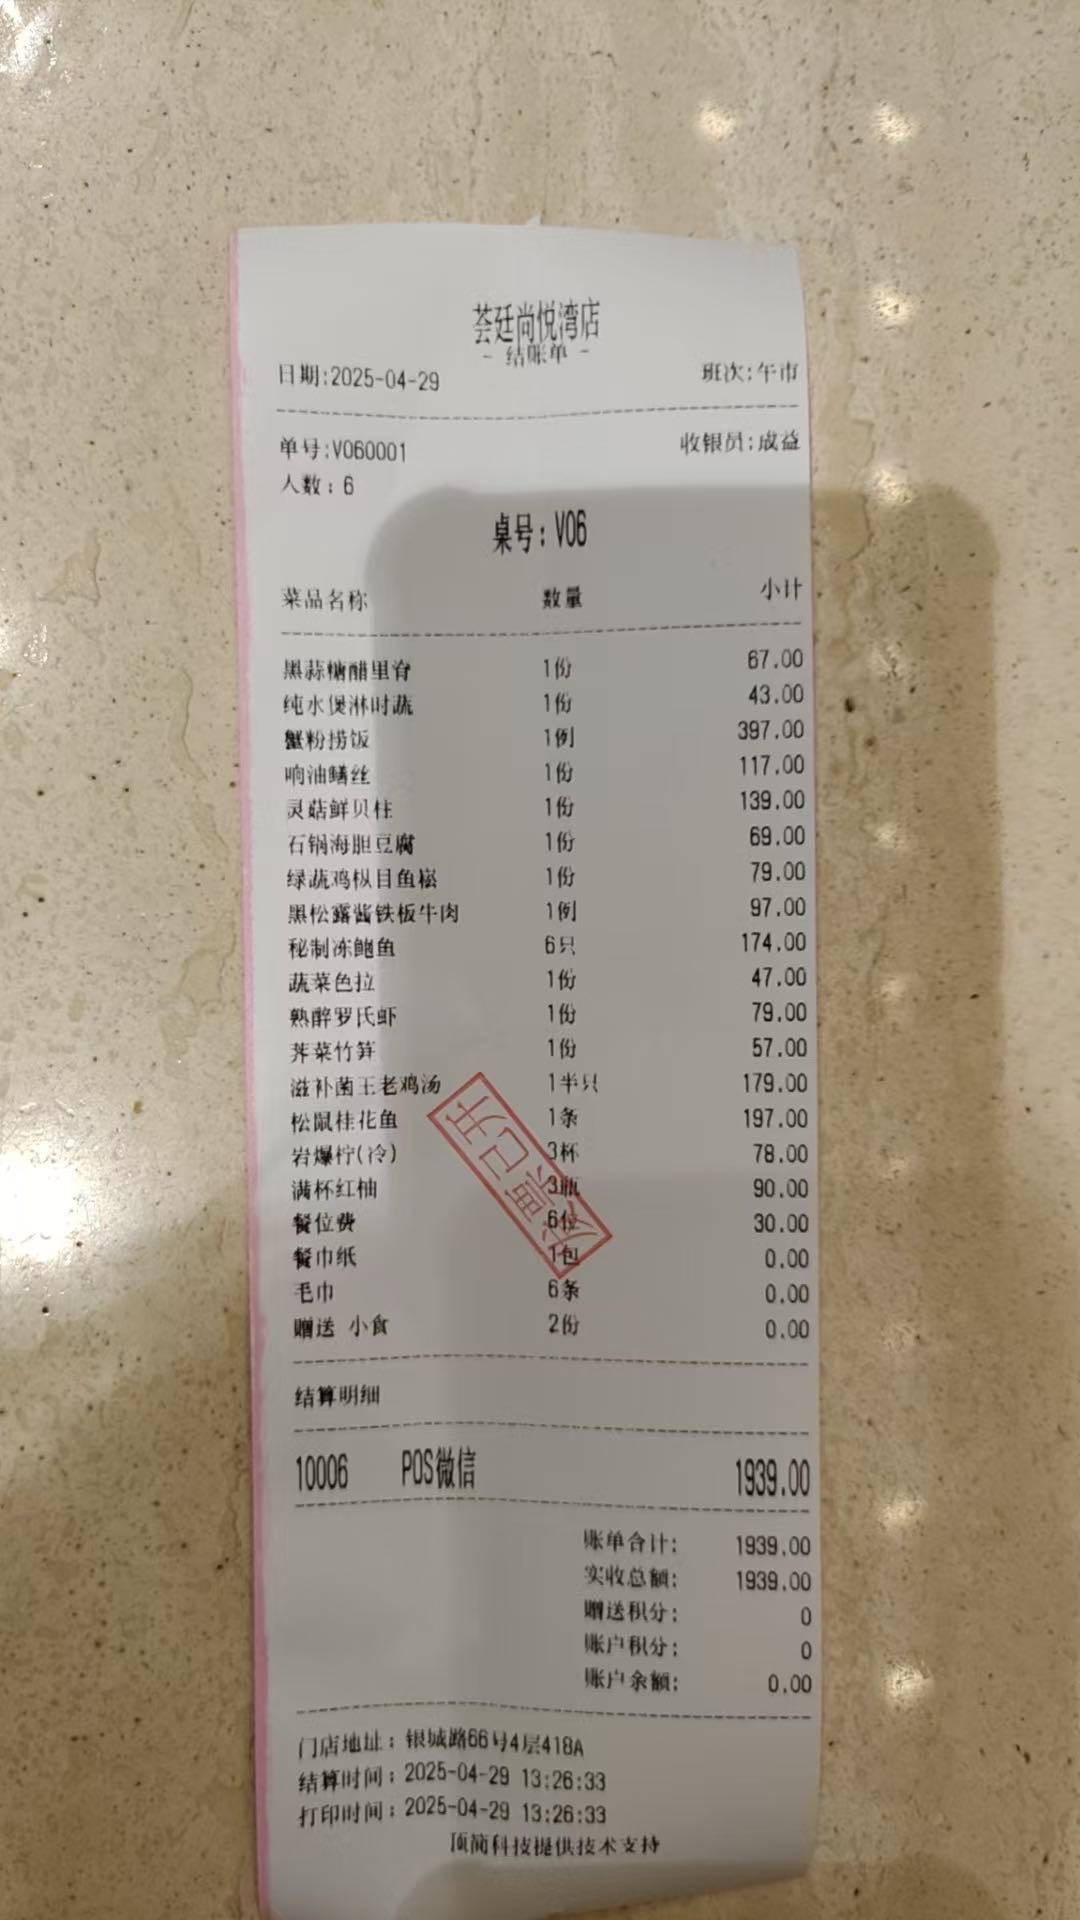 荟廷尚悦湾店
- 结账单 -
日期:2025-04-29 班次:午市
单号:V060001 收银员:成益
人数:6
桌号:V06
菜品名称 数量 小计
黑蒜糖醋里脊 1份 67.00
纯水煲淋时蔬 1份 43.00
蟹粉捞饭 1例 397.00
响油鳝丝 1份 117.00
灵菇鲜贝柱 1份 139.00
石锅海胆豆腐 1份 69.00
绿蔬鸡枞目鱼崧 1份 79.00
黑松露酱铁板牛肉 1例 97.00
秘制冻鲍鱼 6只 174.00
蔬菜色拉 1份 47.00
熟醉罗氏虾 1份 79.00
荠菜竹笋 1份 57.00
滋补菌王老鸡汤 1半只 179.00
松鼠桂花鱼 1条 197.00
岩爆柠(冷) 3杯 78.00
满杯红柚 3瓶 90.00
餐位费 6位 30.00
餐巾纸 1包 0.00
毛巾 6条 0.00
赠送 小食 2份 0.00
发票已开
结算明细
10006 POS微信 1939.00
账单合计: 1939.00
实收总额: 1939.00
赠送积分: 0
账户积分: 0
账户余额: 0.00
门店地址:银城路66号4层418A
结算时间:2025-04-29 13:26:33
打印时间:2025-04-29 13:26:33
顶简科技提供技术支持